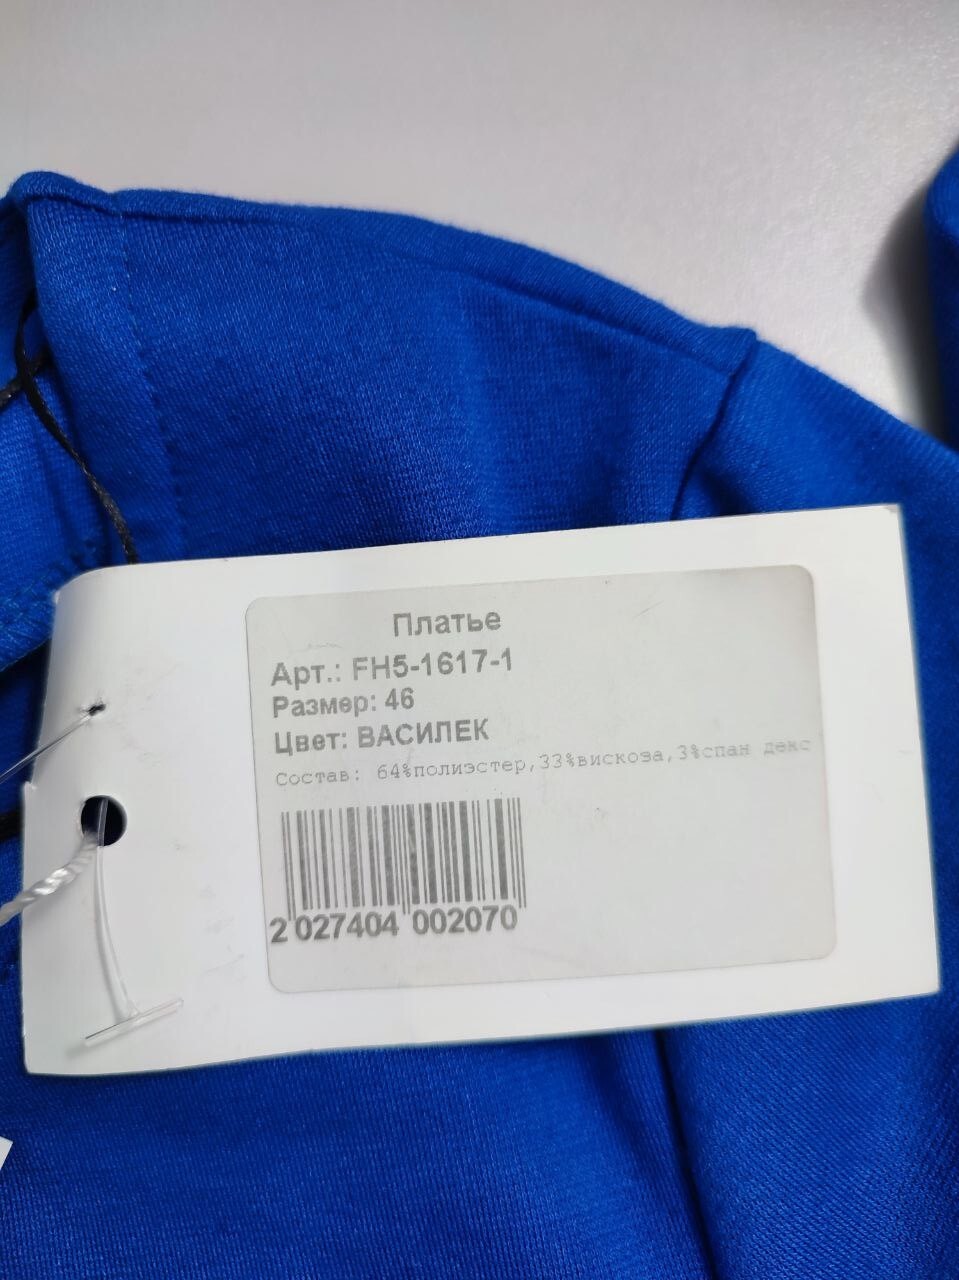 Платье
Арт.: FH5-1617-1
Размер: 46
Цвет: ВАСИЛЕК
Состав: 64%полиэстер,33%вискоза,3%спан декс
2 027404 002070